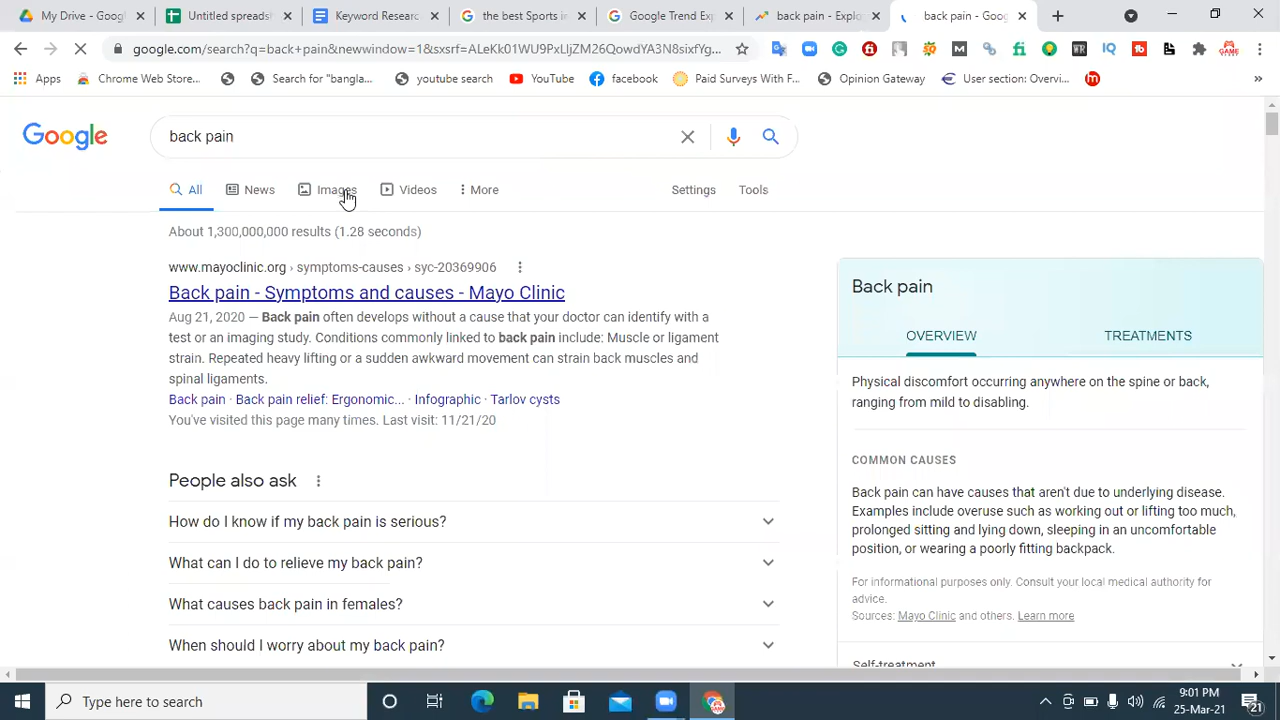 My Drive - Googl
Untitled spreads
Keyword Researc
the best Sports in
Google Trend Exp
back pain - Explo
back pain - Goog
google.com/search?q=back+pain&newwindow=1&sxsrf=ALeKk01WU9PxLljZM26QowdYA3N8sixfYg...
Apps
Chrome Web Store...
Search for "bangla...
youtube search
YouTube
facebook
Paid Surveys With F...
Opinion Gateway
User section: Overvi...
»
Google
back pain
All
News
Images
Videos
More
Settings
Tools
About 1,300,000,000 results (1.28 seconds)
www.mayoclinic.org › symptoms-causes › syc-20369906
Back pain - Symptoms and causes - Mayo Clinic
Aug 21, 2020 — Back pain often develops without a cause that your doctor can identify with a
test or an imaging study. Conditions commonly linked to back pain include: Muscle or ligament
strain. Repeated heavy lifting or a sudden awkward movement can strain back muscles and
spinal ligaments.
Back pain · Back pain relief: Ergonomic... · Infographic · Tarlov cysts
You've visited this page many times. Last visit: 11/21/20
People also ask
How do I know if my back pain is serious?
What can I do to relieve my back pain?
What causes back pain in females?
When should I worry about my back pain?
Back pain
OVERVIEW
TREATMENTS
Physical discomfort occurring anywhere on the spine or back,
ranging from mild to disabling.
COMMON CAUSES
Back pain can have causes that aren't due to underlying disease.
Examples include overuse such as working out or lifting too much,
prolonged sitting and lying down, sleeping in an uncomfortable
position, or wearing a poorly fitting backpack.
For informational purposes only. Consult your local medical authority for
advice.
Sources: Mayo Clinic and others. Learn more
Self-treatment
Type here to search
9:01 PM
25-Mar-21
21